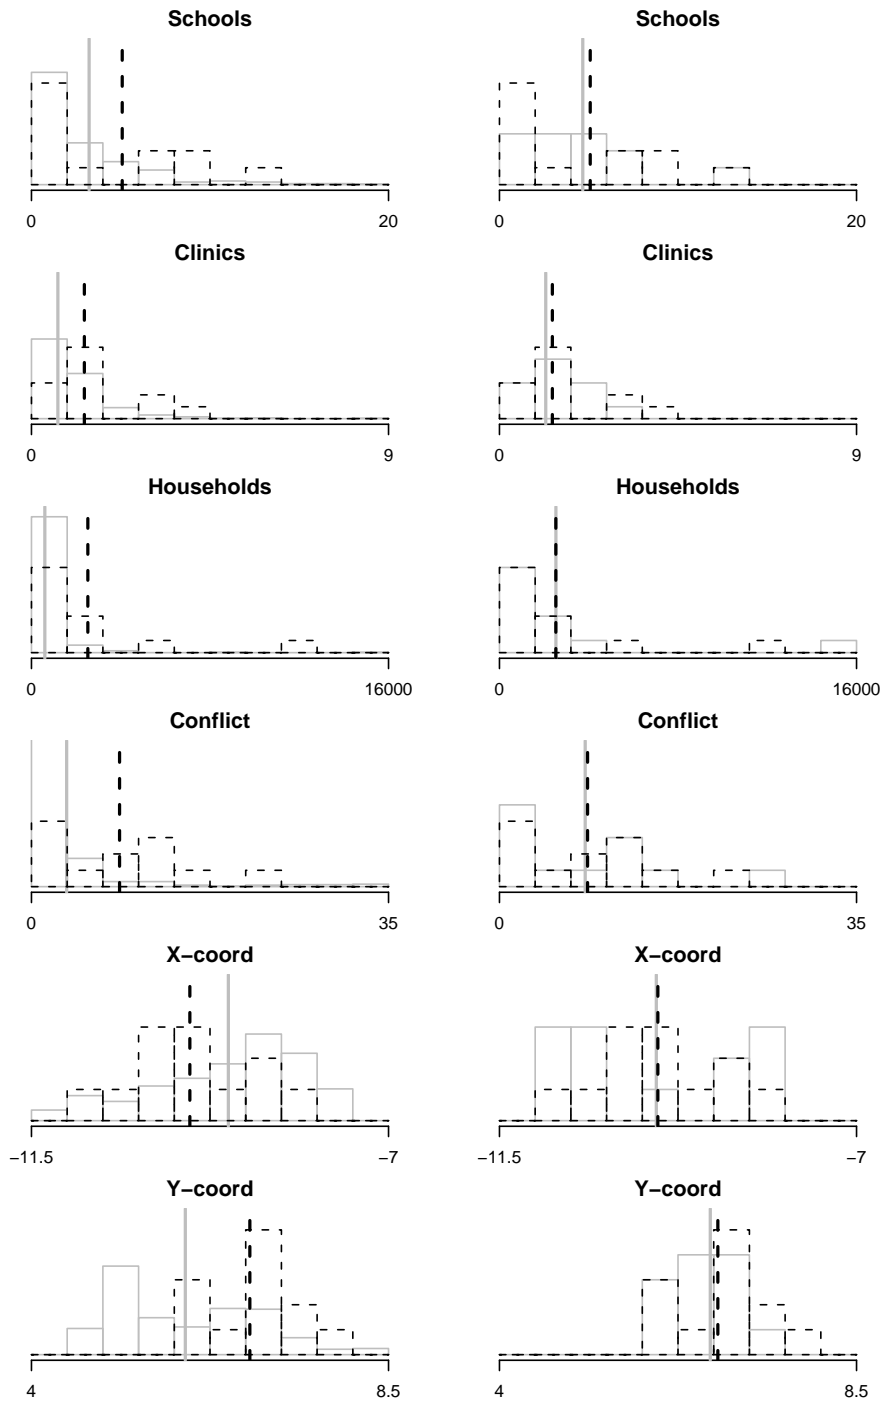 Schools Schools
0 20 0 20
Clinics Clinics
0 9 0 9
Households Households
0 16000 0 16000
Conflict Conflict
0 35 0 35
X−coord X−coord
−11.5 −7 −11.5 −7
Y−coord Y−coord
4 8.5 4 8.5